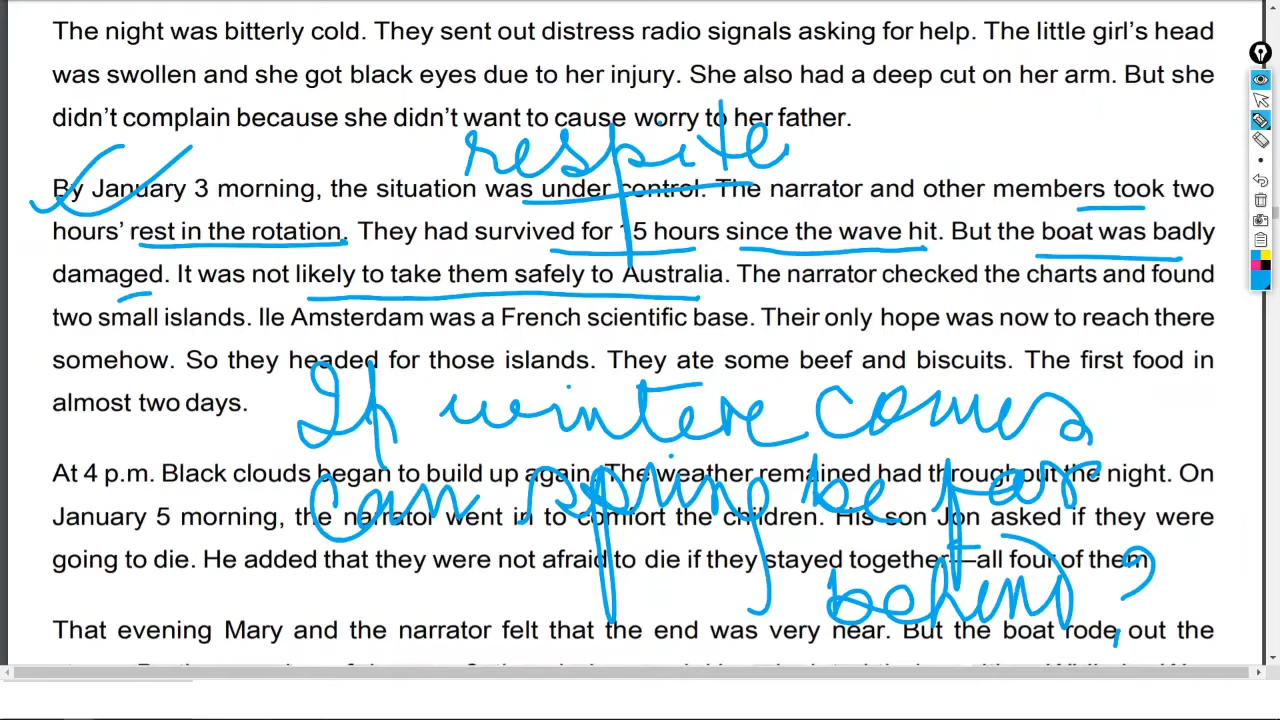 The night was bitterly cold. They sent out distress radio signals asking for help. The little girl's head
was swollen and she got black eyes due to her injury. She also had a deep cut on her arm. But she
didn't complain because she didn't want to cause worry to her father.
respite
By January 3 morning, the situation was under control. The narrator and other members took two
hours' rest in the rotation. They had survived for 15 hours since the wave hit. But the boat was badly
damaged. It was not likely to take them safely to Australia. The narrator checked the charts and found
two small islands. Ile Amsterdam was a French scientific base. Their only hope was now to reach there
somehow. So they headed for those islands. They ate some beef and biscuits. The first food in
almost two days.
If winter comes
can spring be far
behind?
At 4 p.m. Black clouds began to build up again. The weather remained had throughout the night. On
January 5 morning, the narrator went in to comfort the children. His son Jon asked if they were
going to die. He added that they were not afraid to die if they stayed together—all four of them
That evening Mary and the narrator felt that the end was very near. But the boat rode out the